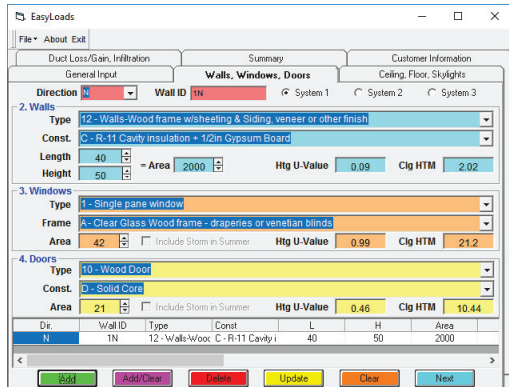 EasyLoads
File About Exit
Duct Loss/Gain, Infiltration Summary Customer Information
General Input Walls, Windows, Doors Ceiling, Floor, Skylights
Direction N Wall ID 1N System 1 System 2 System 3
2. Walls
Type 12 - Walls-Wood frame w/sheeting & Siding, veneer or other finish
Const. C - R-11 Cavity insulation + 1/2in Gypsum Board
Length 40
= Area 2000 Htg U-Value 0.09 Clg HTM 2.02
Height 50
3. Windows
Type 1 - Single pane window
Frame A - Clear Glass Wood frame - draperies or venetian blinds
Area 42 Include Storm in Summer Htg U-Value 0.99 Clg HTM 21.2
4. Doors
Type 10 - Wood Door
Const. D - Solid Core
Area 21 Include Storm in Summer Htg U-Value 0.46 Clg HTM 10.44
Dir. Wall ID Type Const L H Area
N 1N 12 - Walls-Wooc C - R-11 Cavity i 40 50 2000
Add Add/Clear Delete Update Clear Next